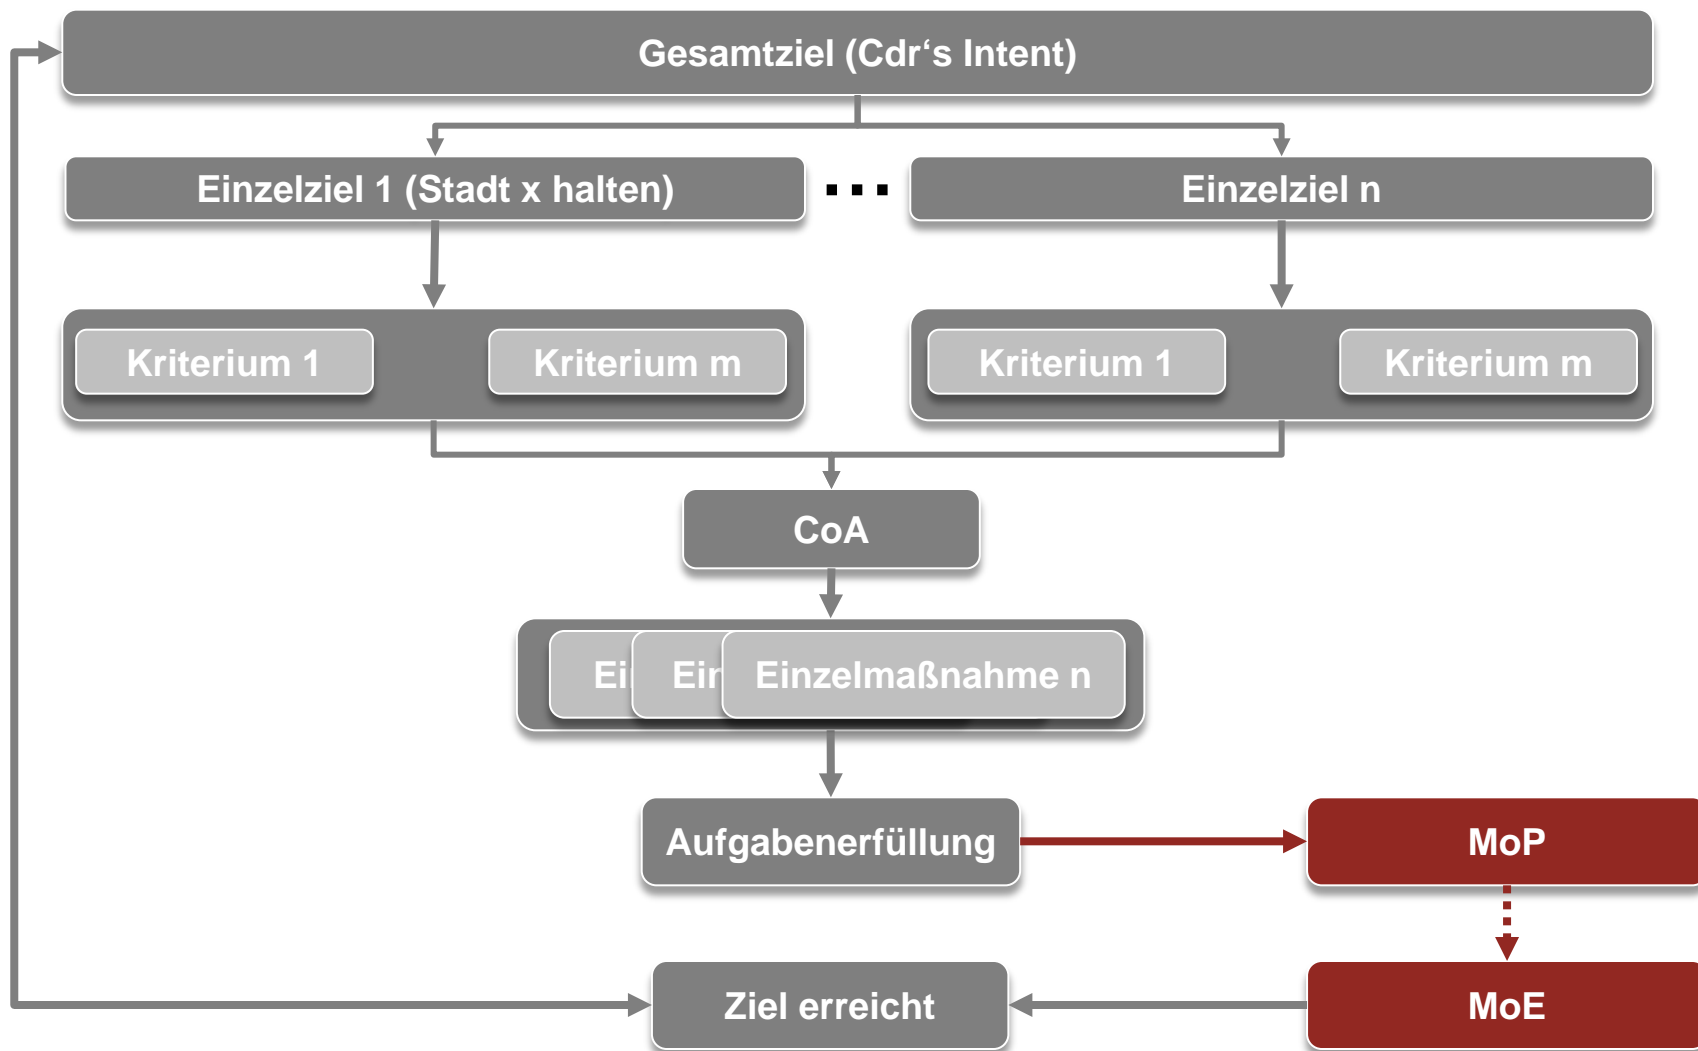 Gesamtziel (Cdr‘s Intent)
Einzelziel 1 (Stadt x halten)
...
Einzelziel n
Kriterium 1
Kriterium m
Kriterium 1
Kriterium m
CoA
Einzelmaßnahme n
Aufgabenerfüllung
MoP
Ziel erreicht
MoE